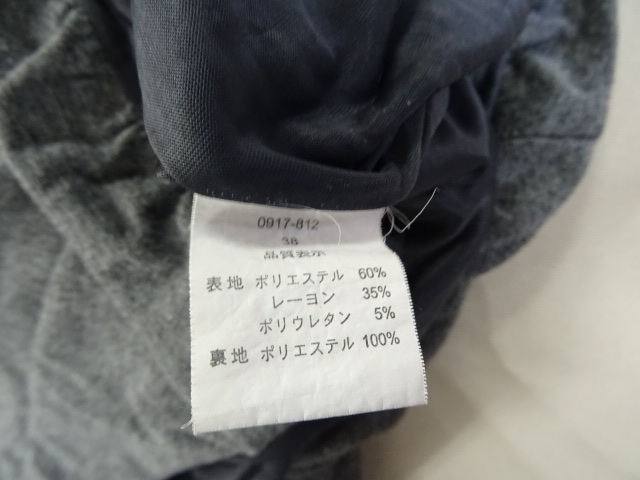 0917-812
38
品質表示
表地 ポリエステル 60%
レーヨン 35%
ポリウレタン 5%
裏地 ポリエステル 100%